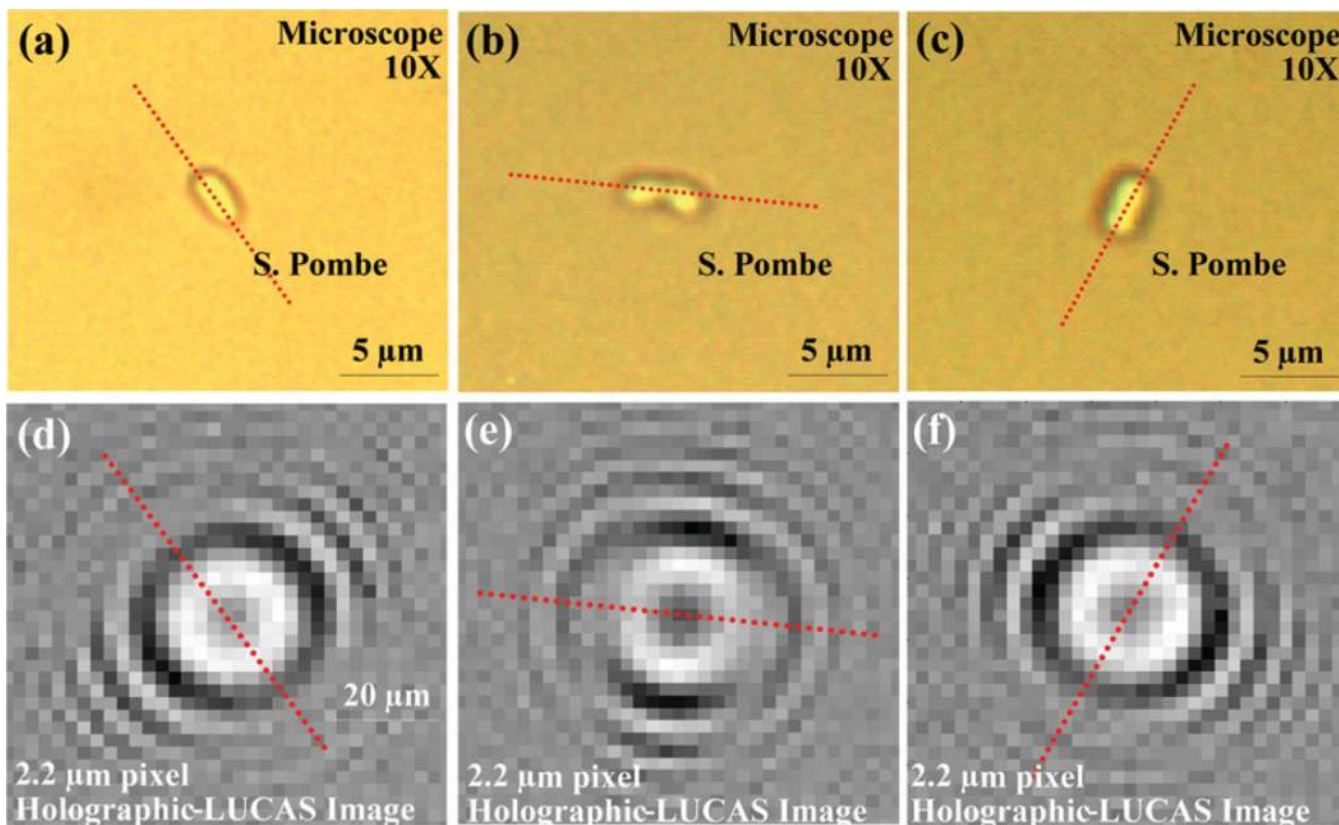 (a)
Microscope
10X
S. Pombe
5 µm
(b)
Microscope
10X
S. Pombe
5 µm
(c)
Microscope
10X
S. Pombe
5 µm
(d)
20 µm
2.2 µm pixel
Holographic-LUCAS Image
(e)
2.2 µm pixel
Holographic-LUCAS Image
(f)
2.2 µm pixel
Holographic-LUCAS Image